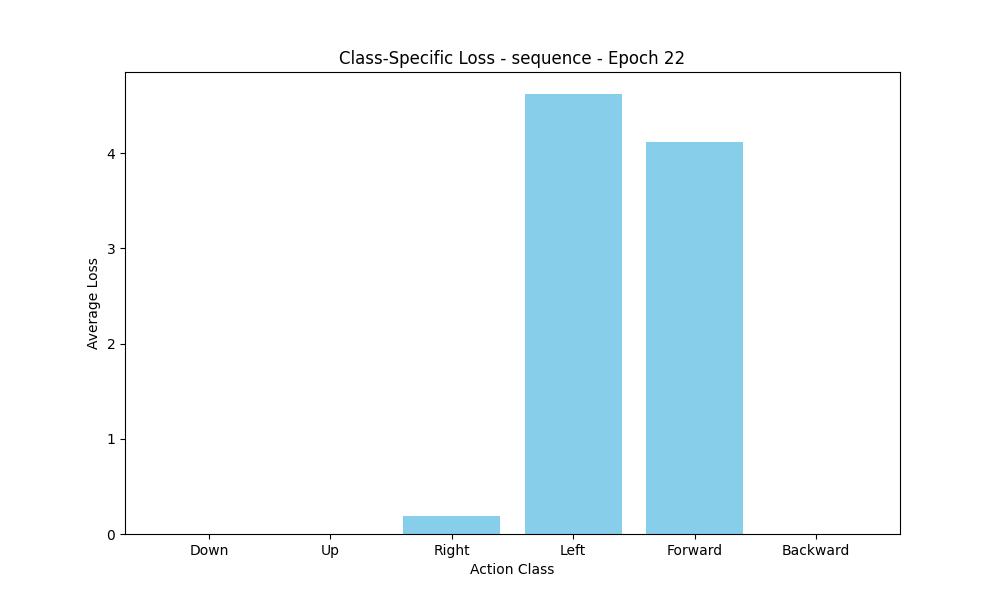 Class-Specific Loss - sequence - Epoch 22
Average Loss
4
3
2
1
0
Down Up Right Left Forward Backward
Action Class